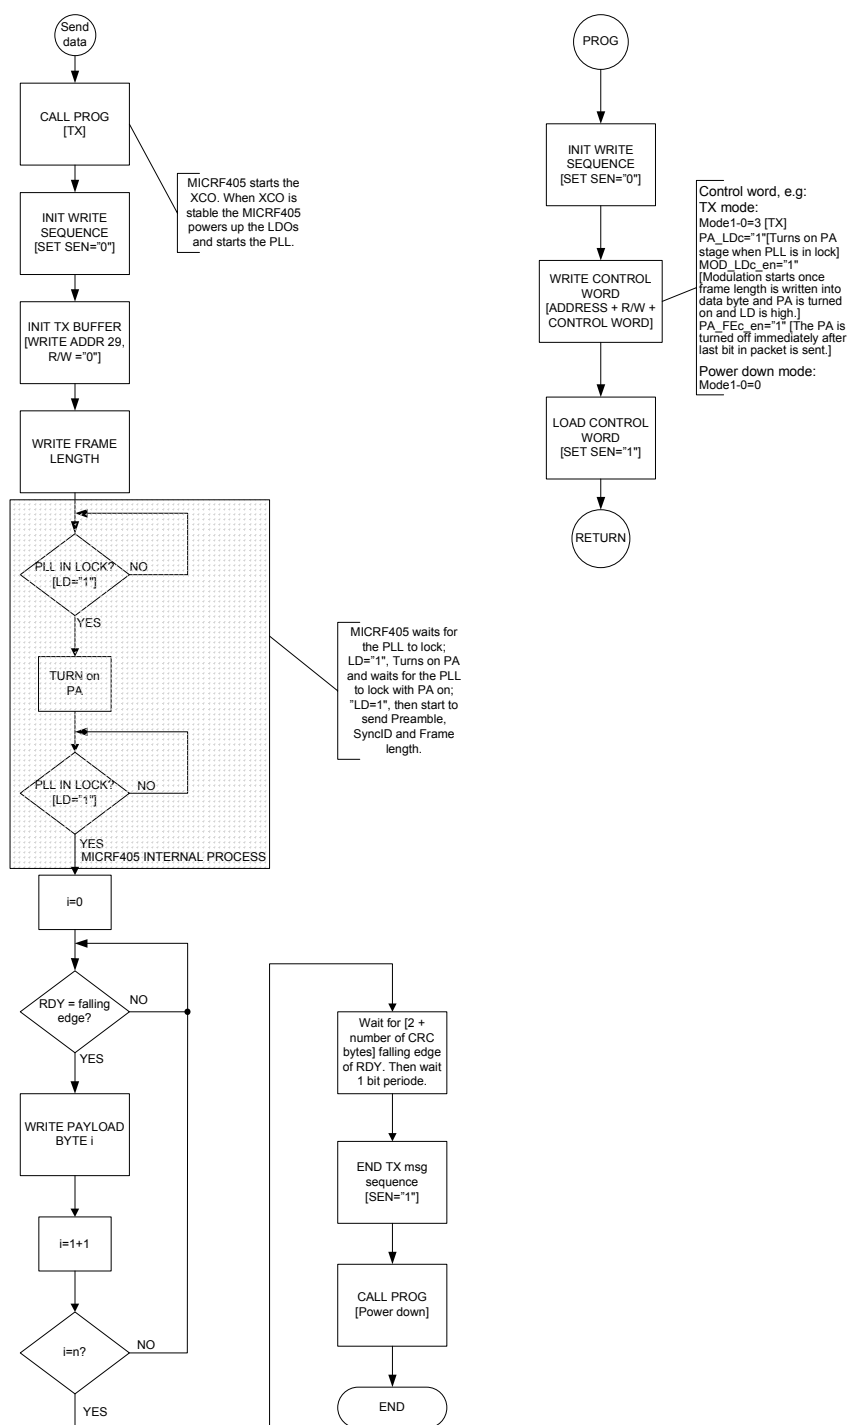 Send
data
CALL PROG
[TX]
MICRF405 starts the
XCO. When XCO is
stable the MICRF405
powers up the LDOs
and starts the PLL.
INIT WRITE
SEQUENCE
[SET SEN="0"]
INIT TX BUFFER
[WRITE ADDR 29,
R/W ="0"]
WRITE FRAME
LENGTH
PLL IN LOCK?
[LD="1"]
NO
YES
TURN on
PA
PLL IN LOCK?
[LD="1"]
NO
YES
MICRF405 INTERNAL PROCESS
MICRF405 waits for
the PLL to lock;
LD="1", Turns on PA
and waits for the PLL
to lock with PA on;
"LD=1", then start to
send Preamble,
SyncID and Frame
length.
i=0
RDY = falling
edge?
NO
YES
WRITE PAYLOAD
BYTE i
i=1+1
i=n?
NO
YES
Wait for [2 +
number of CRC
bytes] falling edge
of RDY. Then wait
1 bit periode.
END TX msg
sequence
[SEN="1"]
CALL PROG
[Power down]
END
PROG
INIT WRITE
SEQUENCE
[SET SEN="0"]
WRITE CONTROL
WORD
[ADDRESS + R/W +
CONTROL WORD]
Control word, e.g:
TX mode:
Mode1-0=3 [TX]
PA_LDc="1"[Turns on PA
stage when PLL is in lock]
MOD_LDc_en="1"
[Modulation starts once
frame length is written into
data byte and PA is turned
on and LD is high.]
PA_FEc_en="1" [The PA is
turned off immediately after
last bit in packet is sent.]
Power down mode:
Mode1-0=0
LOAD CONTROL
WORD
[SET SEN="1"]
RETURN